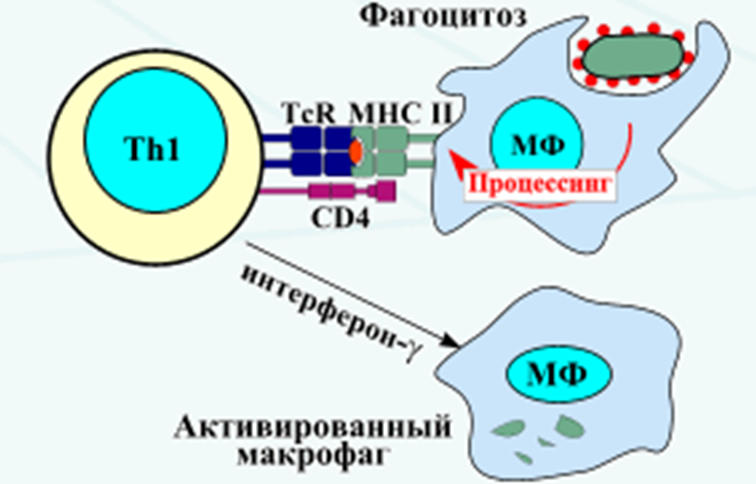 Фагоцитоз
TcR MHC II
Th1
МФ
Процессинг
CD4
интерферон-γ
МФ
Активированный
макрофаг